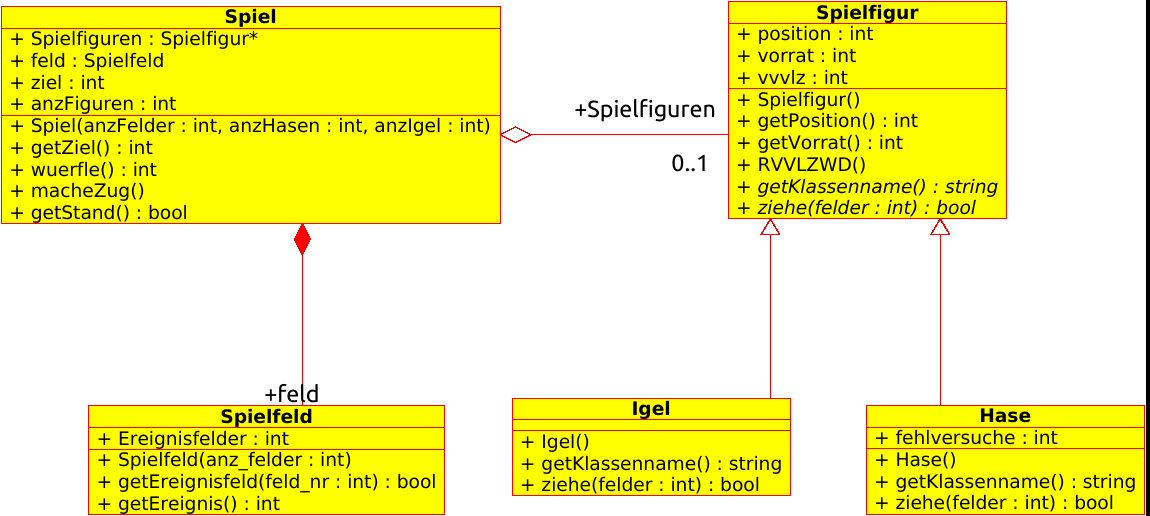 Spiel
+ Spielfiguren : Spielfigur*
+ feld : Spielfeld
+ ziel : int
+ anzFiguren : int
+ Spiel(anzFelder : int, anzHasen : int, anzIgel : int)
+ getZiel() : int
+ wuerfle() : int
+ macheZug()
+ getStand() : bool
+Spielfiguren
0..1
Spielfigur
+ position : int
+ vorrat : int
+ vvvlz : int
+ Spielfigur()
+ getPosition() : int
+ getVorrat() : int
+ RVVLZWD()
+ getKlassenname() : string
+ ziehe(felder : int) : bool
+feld
Spielfeld
+ Ereignisfelder : int
+ Spielfeld(anz_felder : int)
+ getEreignisfeld(feld_nr : int) : bool
+ getEreignis() : int
Igel
+ Igel()
+ getKlassenname() : string
+ ziehe(felder : int) : bool
Hase
+ fehlversuche : int
+ Hase()
+ getKlassenname() : string
+ ziehe(felder : int) : bool